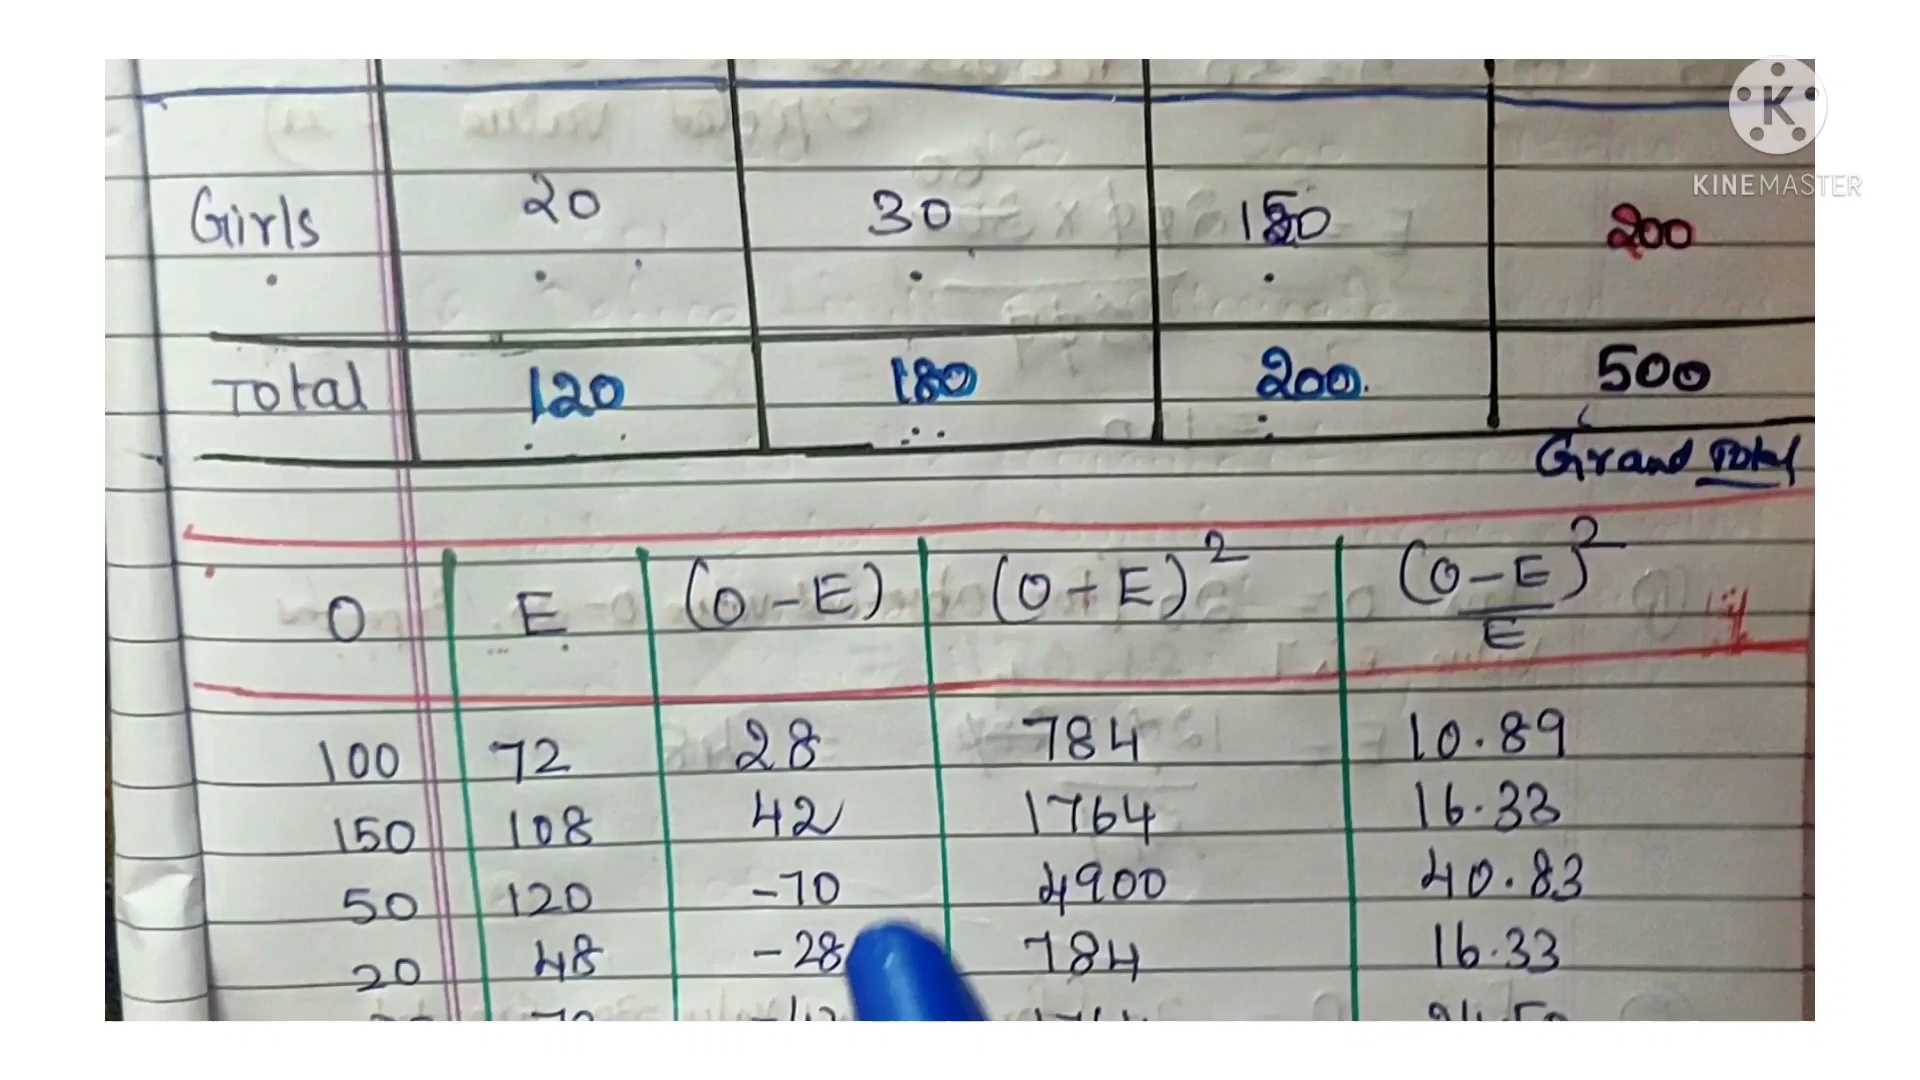 K
KINEMASTER
Girls 20 30 150 200
Total 120 180 200. 500
Grand Total
O E (O-E) (O-E)² (O-E)²/E
100 72 28 784 10.89
150 108 42 1764 16.33
50 120 -70 4900 40.83
20 48 -28 784 16.33